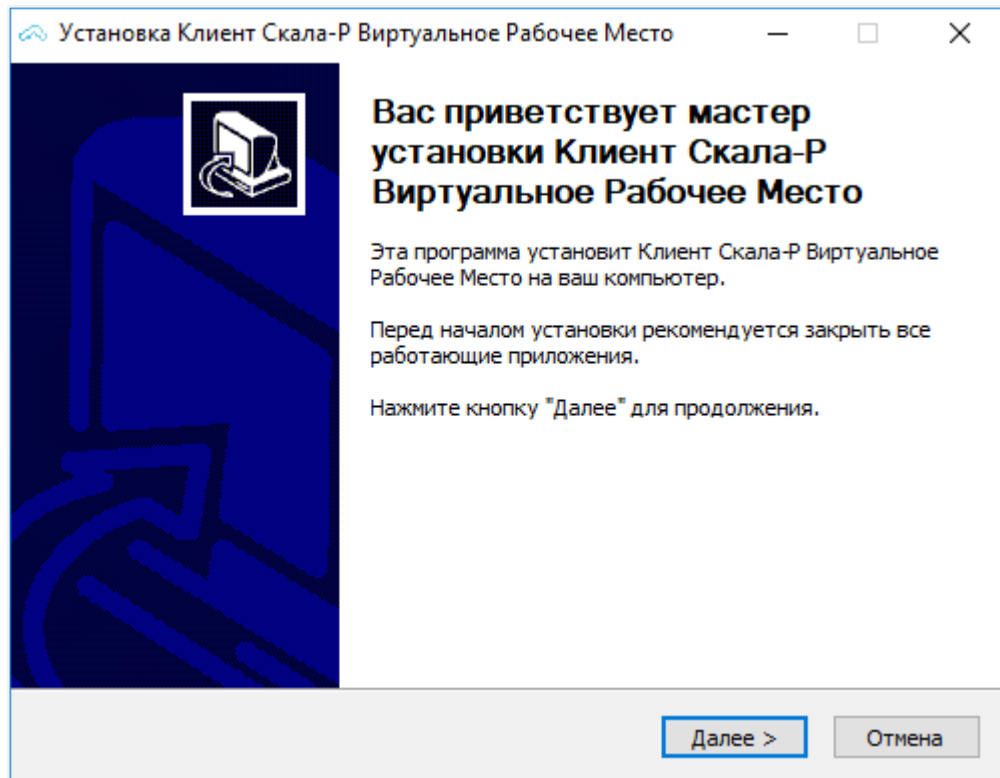 Установка Клиент Скала-Р Виртуальное Рабочее Место
Вас приветствует мастер
установки Клиент Скала-Р
Виртуальное Рабочее Место
Эта программа установит Клиент Скала-Р Виртуальное
Рабочее Место на ваш компьютер.
Перед началом установки рекомендуется закрыть все
работающие приложения.
Нажмите кнопку "Далее" для продолжения.
Далее >
Отмена